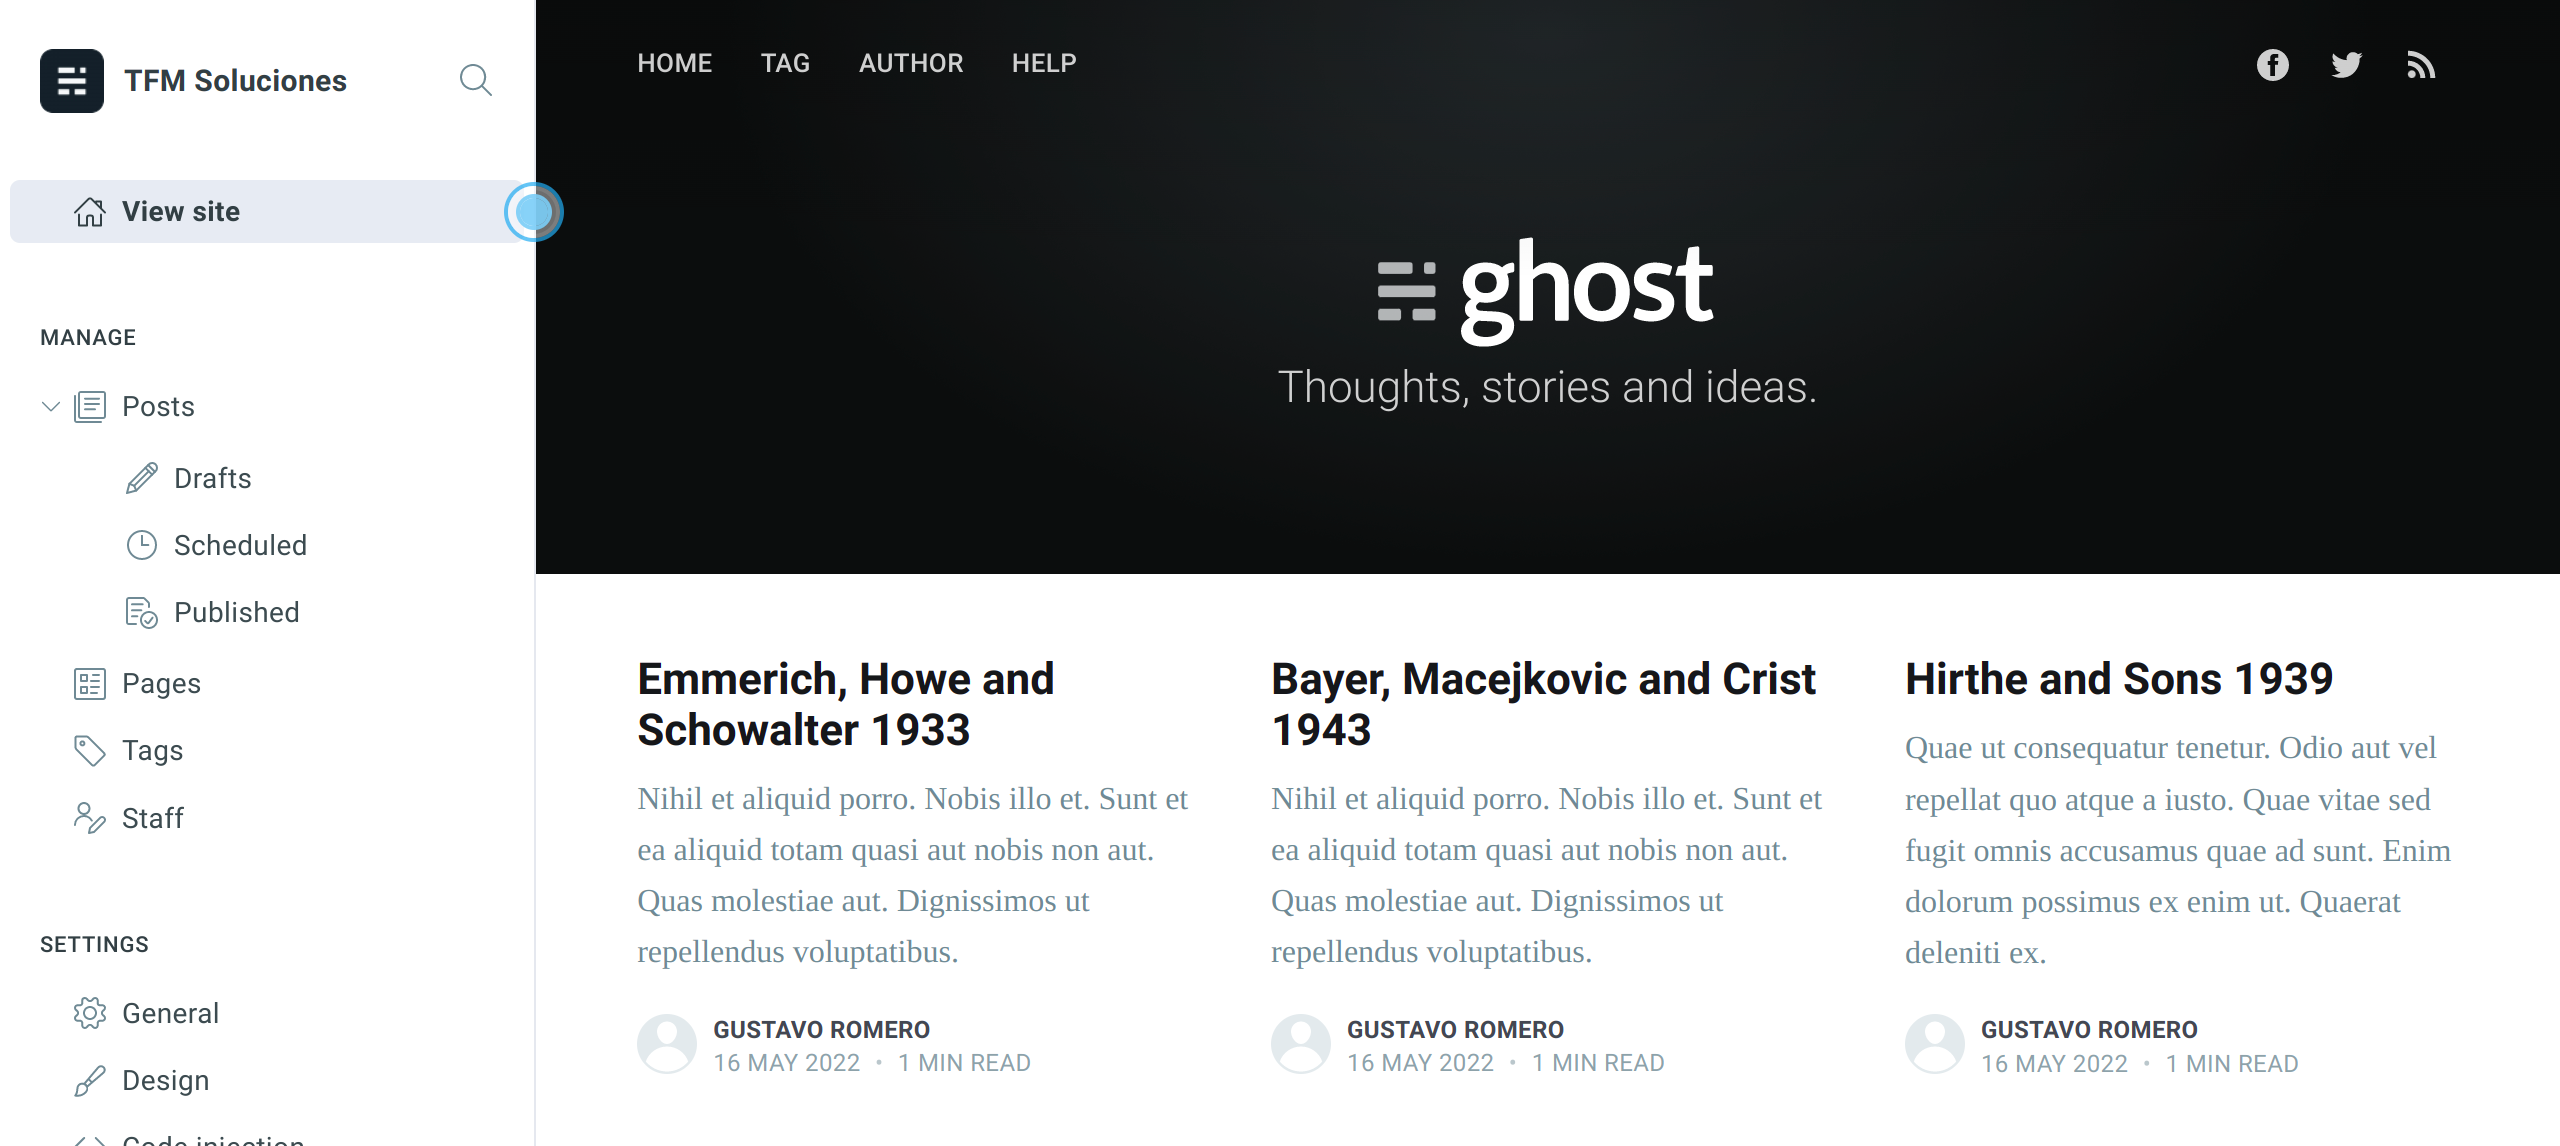 TFM Soluciones
View site
MANAGE
Posts
Drafts
Scheduled
Published
Pages
Tags
Staff
SETTINGS
General
Design
Code injection
HOME TAG AUTHOR HELP
ghost
Thoughts, stories and ideas.
Emmerich, Howe and
Schowalter 1933
Nihil et aliquid porro. Nobis illo et. Sunt et
ea aliquid totam quasi aut nobis non aut.
Quas molestiae aut. Dignissimos ut
repellendus voluptatibus.
GUSTAVO ROMERO
16 MAY 2022 • 1 MIN READ
Bayer, Macejkovic and Crist
1943
Nihil et aliquid porro. Nobis illo et. Sunt et
ea aliquid totam quasi aut nobis non aut.
Quas molestiae aut. Dignissimos ut
repellendus voluptatibus.
GUSTAVO ROMERO
16 MAY 2022 • 1 MIN READ
Hirthe and Sons 1939
Quae ut consequatur tenetur. Odio aut vel
repellat quo atque a iusto. Quae vitae sed
fugit omnis accusamus quae ad sunt. Enim
dolorum possimus ex enim ut. Quaerat
deleniti ex.
GUSTAVO ROMERO
16 MAY 2022 • 1 MIN READ